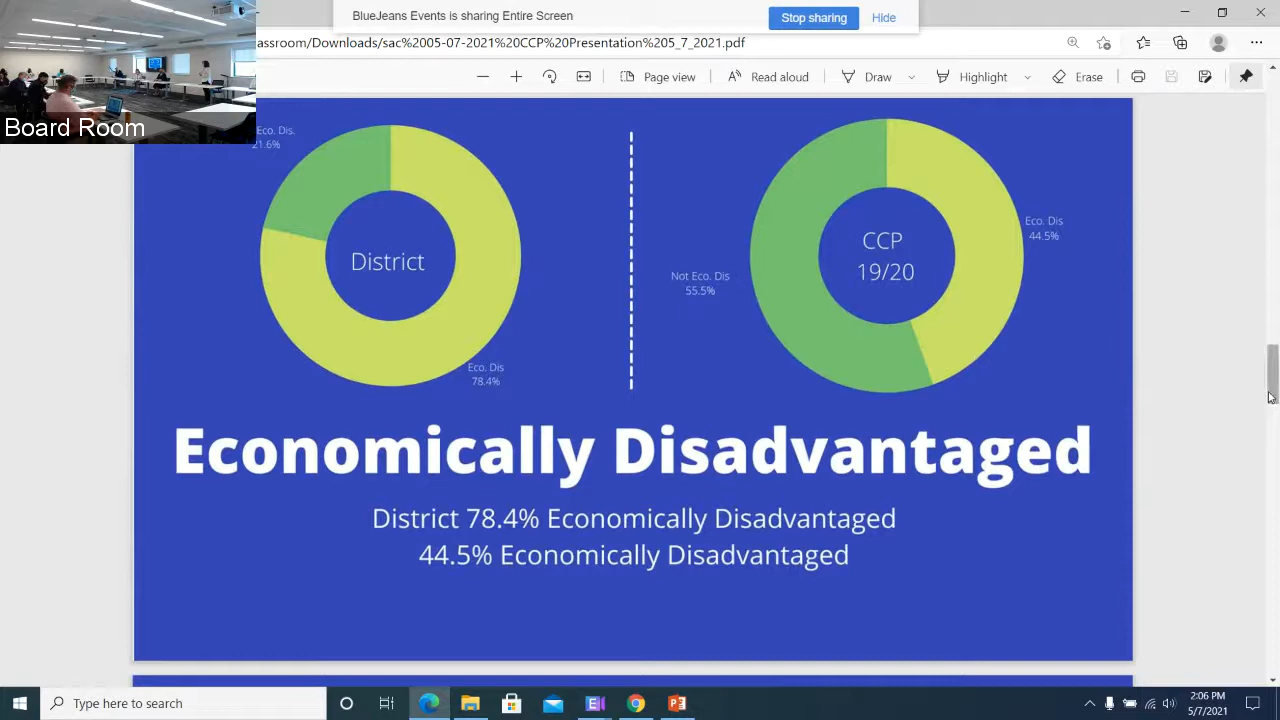 BlueJeans Events is sharing Entire Screen
Stop sharing
Hide
assroom/Downloads/sac%2005-07-2021%20CCP%20Presentation%205_7_2021.pdf
Page view
Read aloud
Draw
Highlight
Erase
Board Room
Eco. Dis.
21.6%
District
Eco. Dis
78.4%
CCP
19/20
Eco. Dis
44.5%
Not Eco. Dis
55.5%
Economically Disadvantaged
District 78.4% Economically Disadvantaged
44.5% Economically Disadvantaged
Type here to search
2:06 PM
5/7/2021